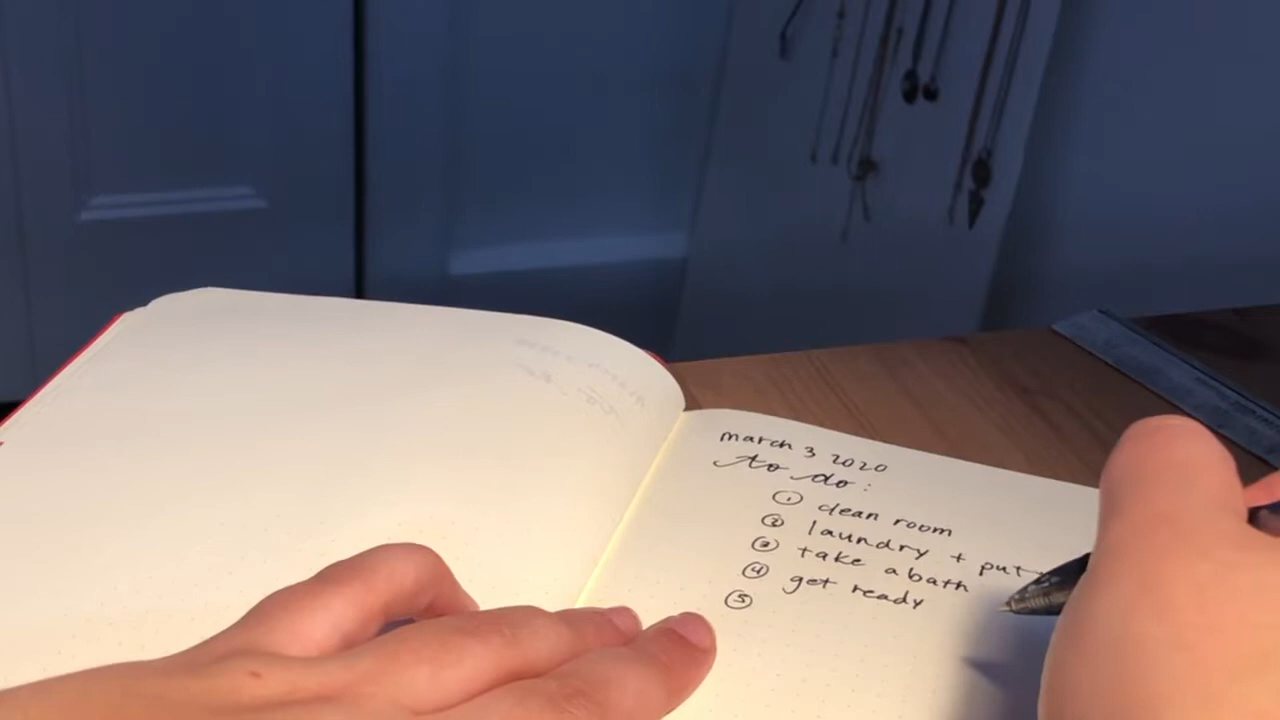 march 3 2020
to do:
① clean room
② laundry + put
③ take a bath
④ get ready
⑤